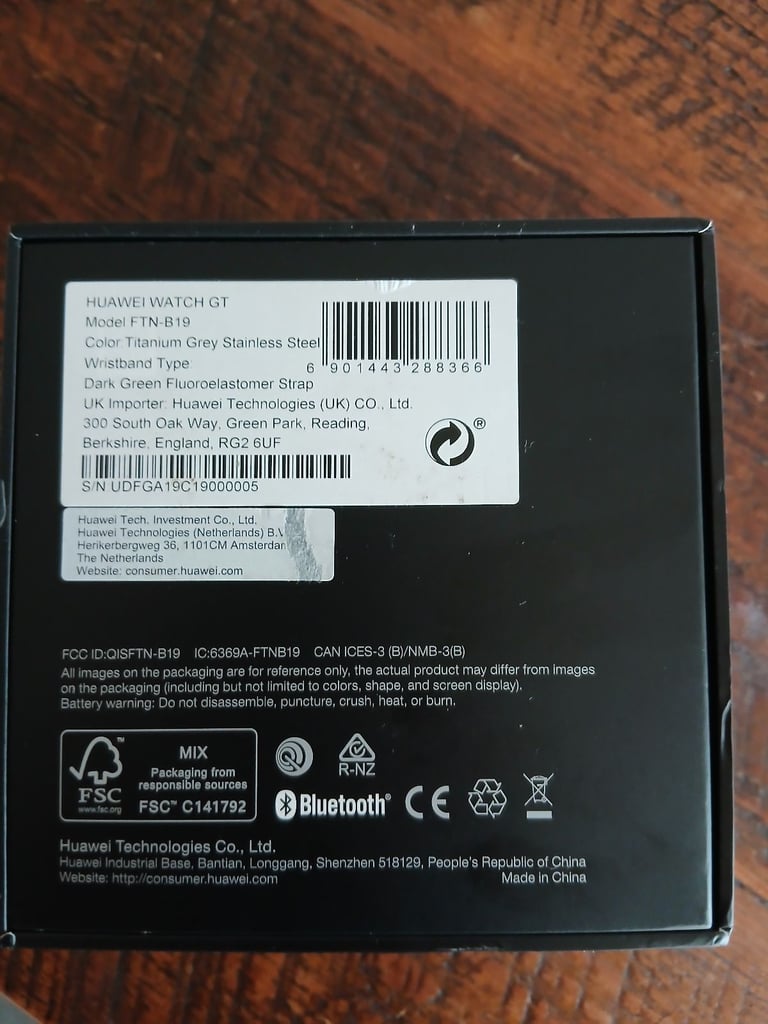 HUAWEI WATCH GT
Model FTN-B19
Color:Titanium Grey Stainless Steel
Wristband Type:
Dark Green Fluoroelastomer Strap
UK Importer: Huawei Technologies (UK) CO., Ltd.
300 South Oak Way, Green Park, Reading,
Berkshire, England, RG2 6UF
6 901443 288366
®
S/N UDFGA19C19000005
Huawei Tech. Investment Co., Ltd.
Huawei Technologies (Netherlands)
Herikerbergweg 36, 1101CM
The Netherlands
Website: consumer.huawei.com
FCC ID:QISFTN-B19 IC:6369A-FTNB19 CAN ICES-3 (B)/NMB-3(B)
All images on the packaging are for reference only, the actual product may differ from images
on the packaging (including but not limited to colors, shape, and screen display).
Battery warning: Do not disassemble, puncture, crush, heat, or burn.
FSC
www.fsc.org
MIX
Packaging from
responsible sources
FSC™ C141792
R-NZ
Bluetooth®
CE
Huawei Technologies Co., Ltd.
Huawei Industrial Base, Bantian, Longgang, Shenzhen 518129, People's Republic of China
Website: http://consumer.huawei.com Made in China